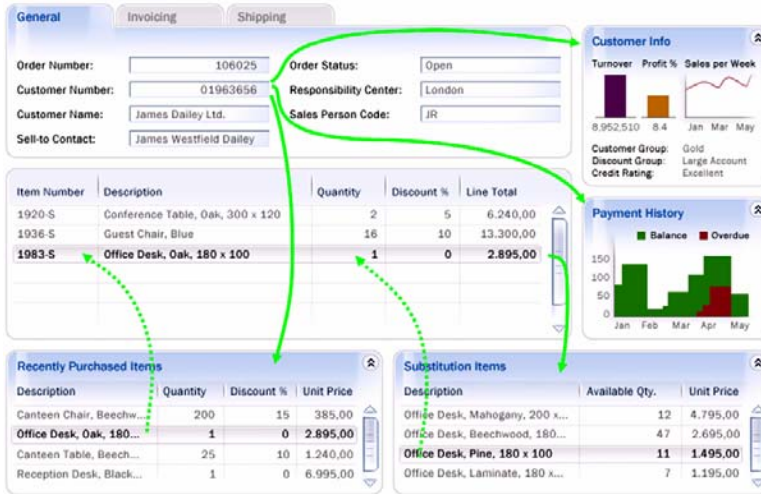 General Invoicing Shipping
Order Number: 106025 Order Status: Open
Customer Number: 01963656 Responsibility Center: London
Customer Name: James Dailey Ltd. Sales Person Code: JR
Sell-to Contact: James Westfield Dailey
Customer Info
Turnover Profit % Sales per Week
8,952,510 8.4 Jan Mar May
Customer Group: Gold
Discount Group: Large Account
Credit Rating: Excellent
Item Number Description Quantity Discount % Line Total
1920-S Conference Table, Oak, 300 x 120 2 5 6.240,00
1936-S Guest Chair, Blue 16 10 13.300,00
1983-S Office Desk, Oak, 180 x 100 1 0 2.895,00
Payment History
Balance Overdue
150
100
50
0
Jan Feb Mar Apr May
Recently Purchased Items
Description Quantity Discount % Unit Price
Canteen Chair, Beechw... 200 15 385,00
Office Desk, Oak, 180... 1 0 2.895,00
Canteen Table, Beech... 25 10 1.240,00
Reception Desk, Black... 1 0 6.995,00
Substitution Items
Description Available Qty. Unit Price
Office Desk, Mahogany, 200 x... 12 4.795,00
Office Desk, Beechwood, 180... 47 2.695,00
Office Desk, Pine, 180 x 100 11 1.495,00
Office Desk, Laminate, 180 x... 7 1.195,00